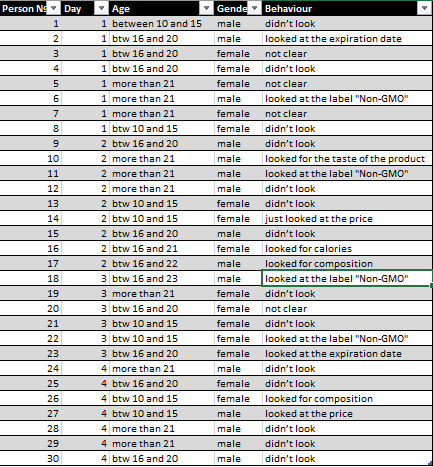 Person Nº Day Age Gende Behaviour
1 1 between 10 and 15 male didn't look
2 1 btw 16 and 20 male looked at the expiration date
3 1 btw 16 and 20 female not clear
4 1 btw 16 and 20 female didn't look
5 1 more than 21 female not clear
6 1 more than 21 male looked at the label "Non-GMO"
7 1 more than 21 female not clear
8 1 btw 10 and 15 female didn't look
9 2 btw 16 and 20 male didn't look
10 2 more than 21 male looked for the taste of the product
11 2 more than 21 male looked at the label "Non-GMO"
12 2 more than 21 male didn't look
13 2 btw 10 and 15 female didn't look
14 2 btw 10 and 15 female just looked at the price
15 2 btw 16 and 20 male didn't look
16 2 btw 16 and 21 female looked for calories
17 2 btw 16 and 22 male looked for composition
18 3 btw 16 and 23 male looked at the label "Non-GMO"
19 3 more than 21 female didn't look
20 3 btw 16 and 20 female not clear
21 3 btw 10 and 15 female didn't look
22 3 btw 10 and 15 female looked at the label "Non-GMO"
23 3 btw 16 and 20 female looked at the expiration date
24 4 more than 21 male didn't look
25 4 btw 16 and 20 female didn't look
26 4 btw 10 and 15 female looked for composition
27 4 btw 10 and 15 male looked at the price
28 4 more than 21 male didn't look
29 4 more than 21 male didn't look
30 4 btw 16 and 20 male didn't look